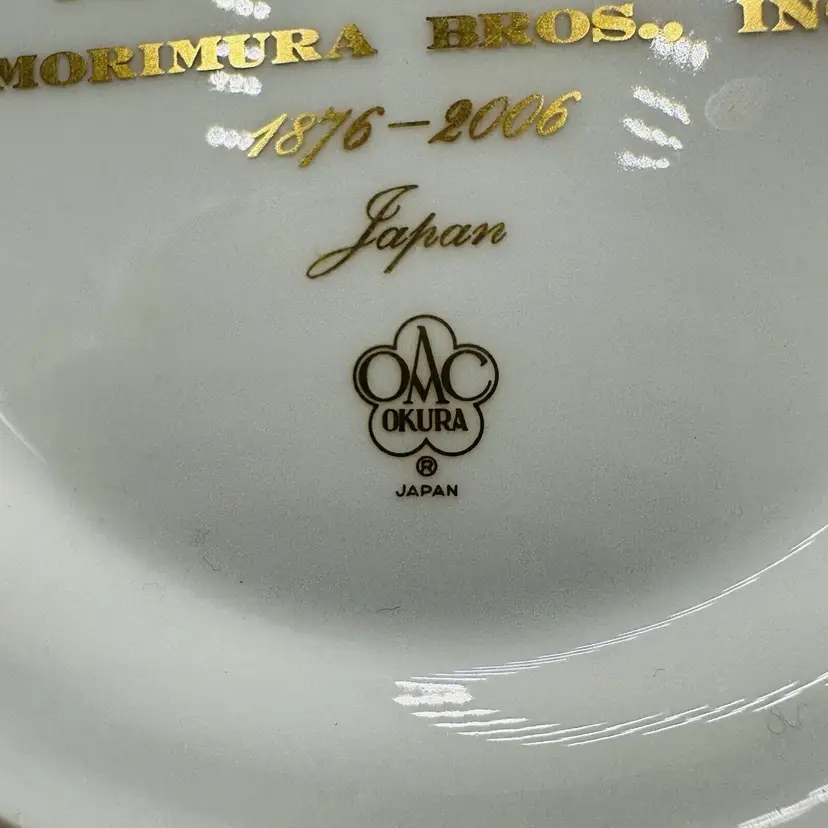 MORIMURA BROS., INC
1876-2006
Japan
OAC
OKURA
®
JAPAN